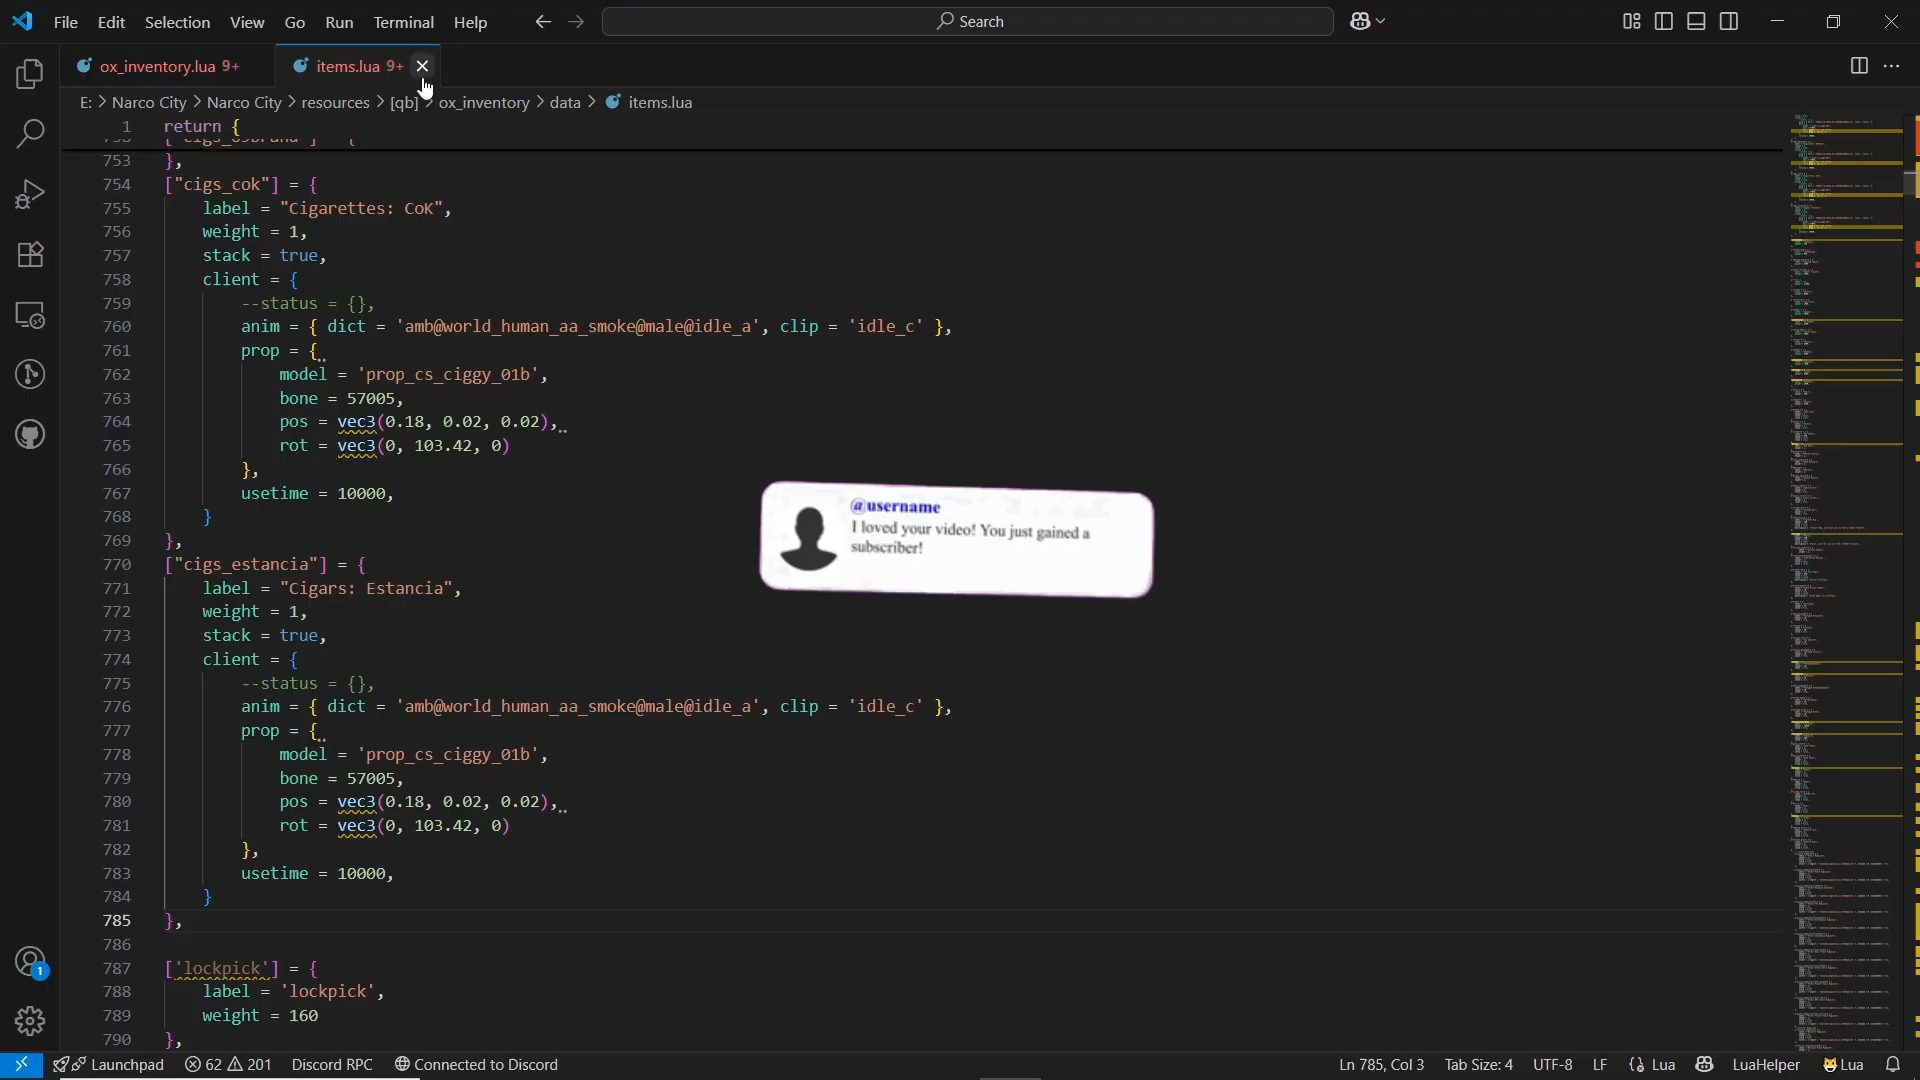 File Edit Selection View Go Run Terminal Help
Search
ox_inventory.lua 9+
items.lua 9+
E: > Narco City > Narco City > resources > [qb] > ox_inventory > data > items.lua
1 return {
753 },
754 ["cigs_cok"] = {
755 label = "Cigarettes: CoK",
756 weight = 1,
757 stack = true,
758 client = {
759 --status = {},
760 anim = { dict = 'amb@world_human_aa_smoke@male@idle_a', clip = 'idle_c' },
761 prop = {
762 model = 'prop_cs_ciggy_01b',
763 bone = 57005,
764 pos = vec3(0.18, 0.02, 0.02),
765 rot = vec3(0, 103.42, 0)
766 },
767 usetime = 10000,
768 }
769 },
770 ["cigs_estancia"] = {
771 label = "Cigars: Estancia",
772 weight = 1,
773 stack = true,
774 client = {
775 --status = {},
776 anim = { dict = 'amb@world_human_aa_smoke@male@idle_a', clip = 'idle_c' },
777 prop = {
778 model = 'prop_cs_ciggy_01b',
779 bone = 57005,
780 pos = vec3(0.18, 0.02, 0.02),
781 rot = vec3(0, 103.42, 0)
782 },
783 usetime = 10000,
784 }
785 },
786
787 ['lockpick'] = {
788 label = 'lockpick',
789 weight = 160
790 },
@username
I loved your video! You just gained a
subscriber!
1
Launchpad 62 201 Discord RPC Connected to Discord
Ln 785, Col 3 Tab Size: 4 UTF-8 LF {} Lua LuaHelper Lua